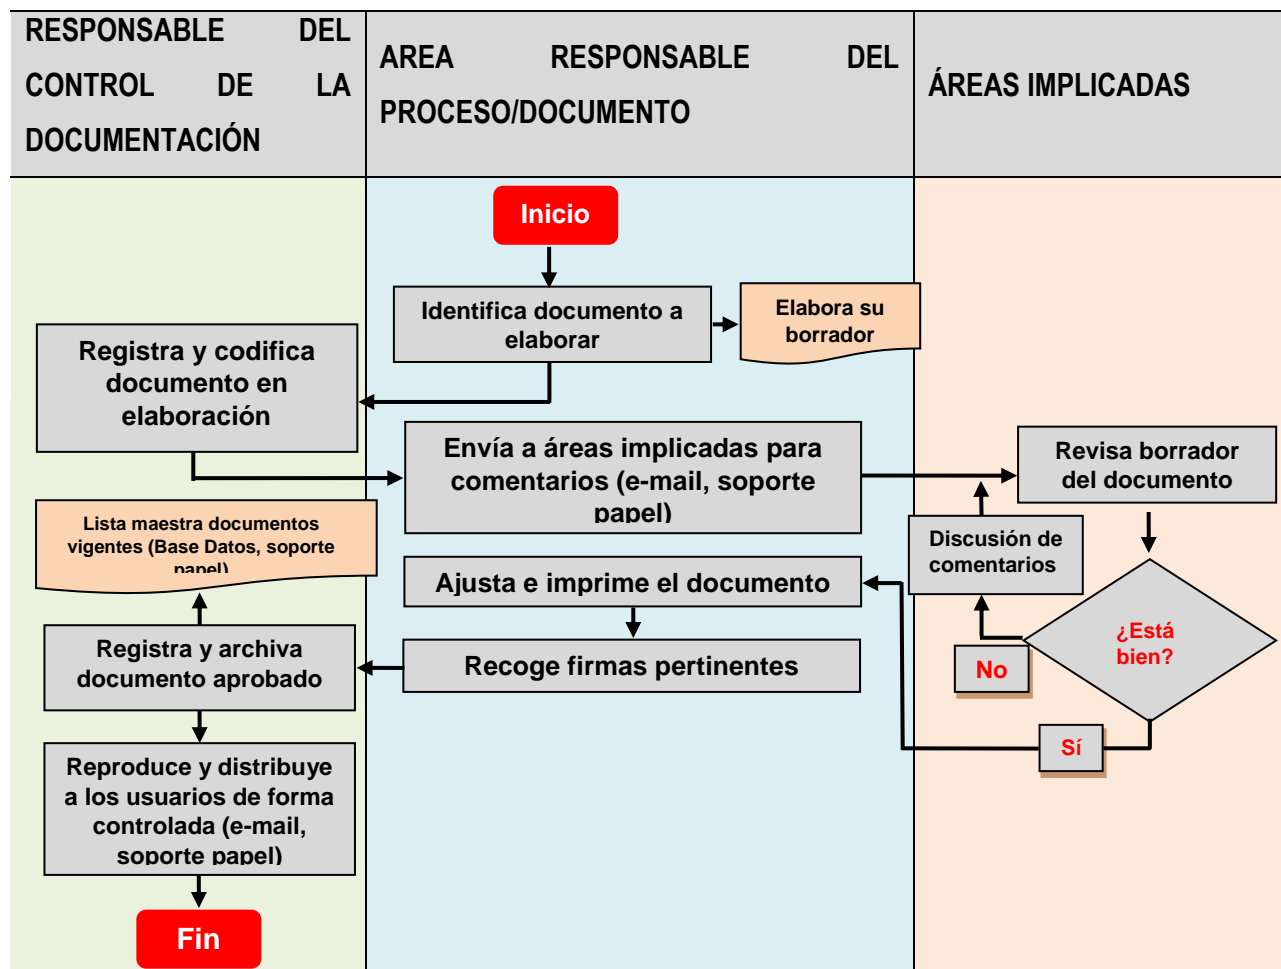 RESPONSABLE DEL
CONTROL DE LA
DOCUMENTACIÓN
AREA RESPONSABLE DEL
PROCESO/DOCUMENTO
ÁREAS IMPLICADAS
Inicio
Identifica documento a
elaborar
Elabora su
borrador
Registra y codifica
documento en
elaboración
Envía a áreas implicadas para
comentarios (e-mail, soporte
papel)
Revisa borrador
del documento
Lista maestra documentos
vigentes (Base Datos, soporte
papel)
Discusión de
comentarios
Ajusta e imprime el documento
¿Está
bien?
Registra y archiva
documento aprobado
Recoge firmas pertinentes
No
Sí
Reproduce y distribuye
a los usuarios de forma
controlada (e-mail,
soporte papel)
Fin